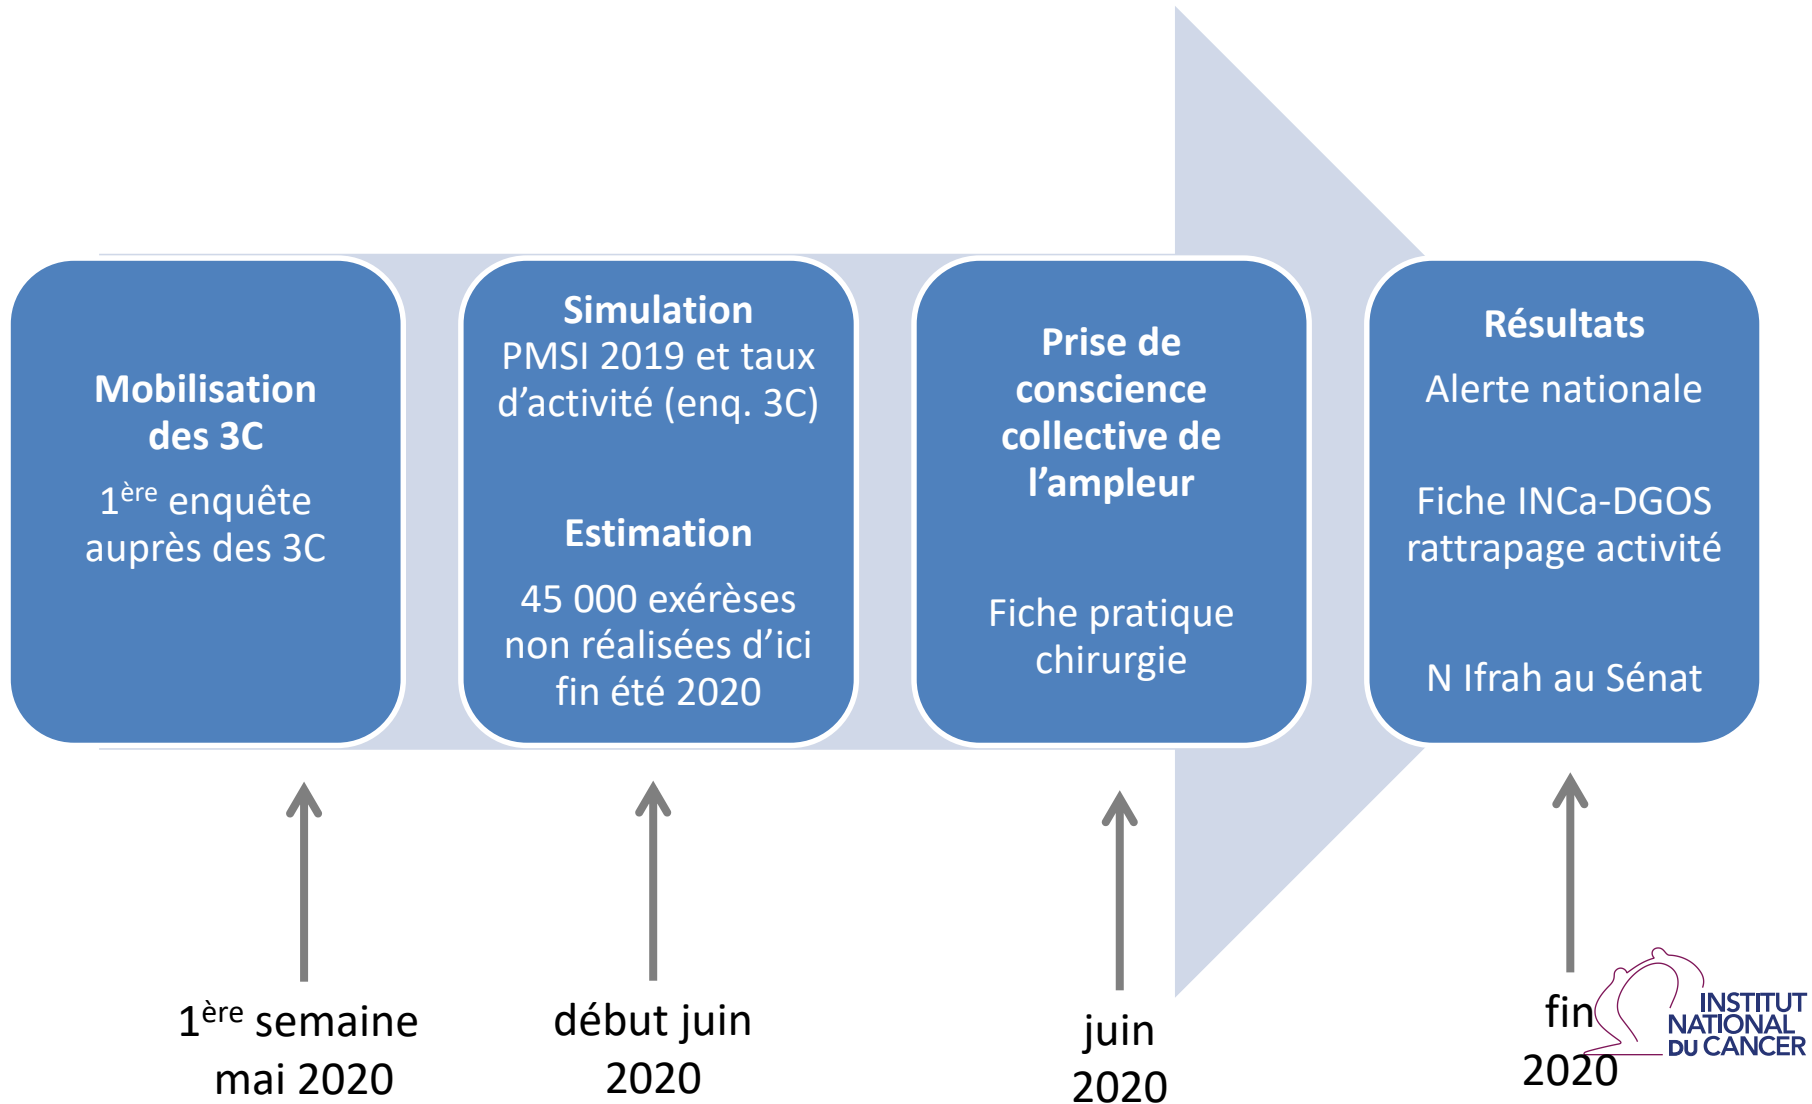 Mobilisation
des 3C
1ère enquête
auprès des 3C
Simulation
PMSI 2019 et taux
d’activité (enq. 3C)
Estimation
45 000 exérèses
non réalisées d’ici
fin été 2020
Prise de
conscience
collective de
l’ampleur
Fiche pratique
chirurgie
Résultats
Alerte nationale
Fiche INCa-DGOS
rattrapage activité
N Ifrah au Sénat
1ère semaine
mai 2020
début juin
2020
juin
2020
fin
2020
INSTITUT
NATIONAL
DU CANCER